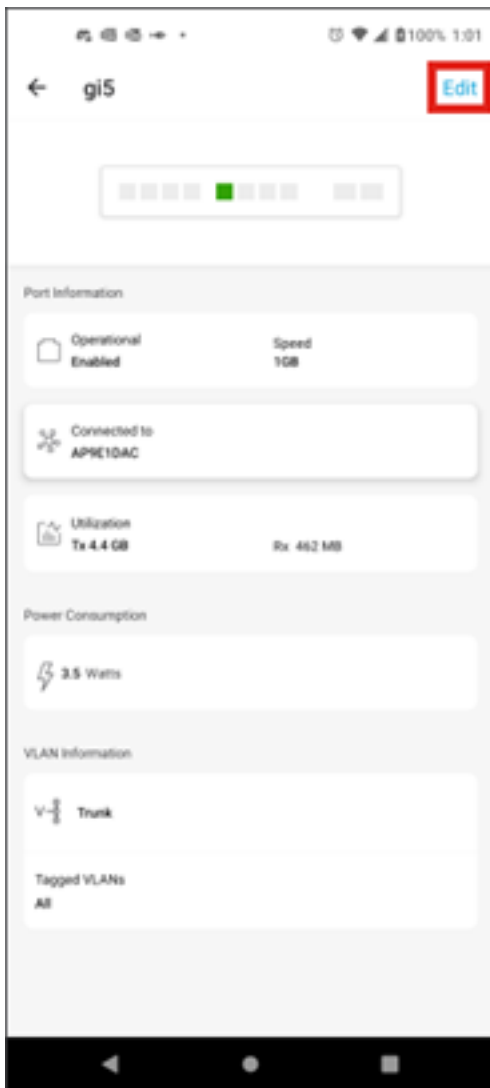 100% 1:01
gi5
Edit
Port Information
Operational
Enabled
Speed
1GB
Connected to
AP9E1DAC
Utilization
Tx 4.4 GB
Rx 462 MB
Power Consumption
3.5 Watts
VLAN Information
Trunk
Tagged VLANs
All